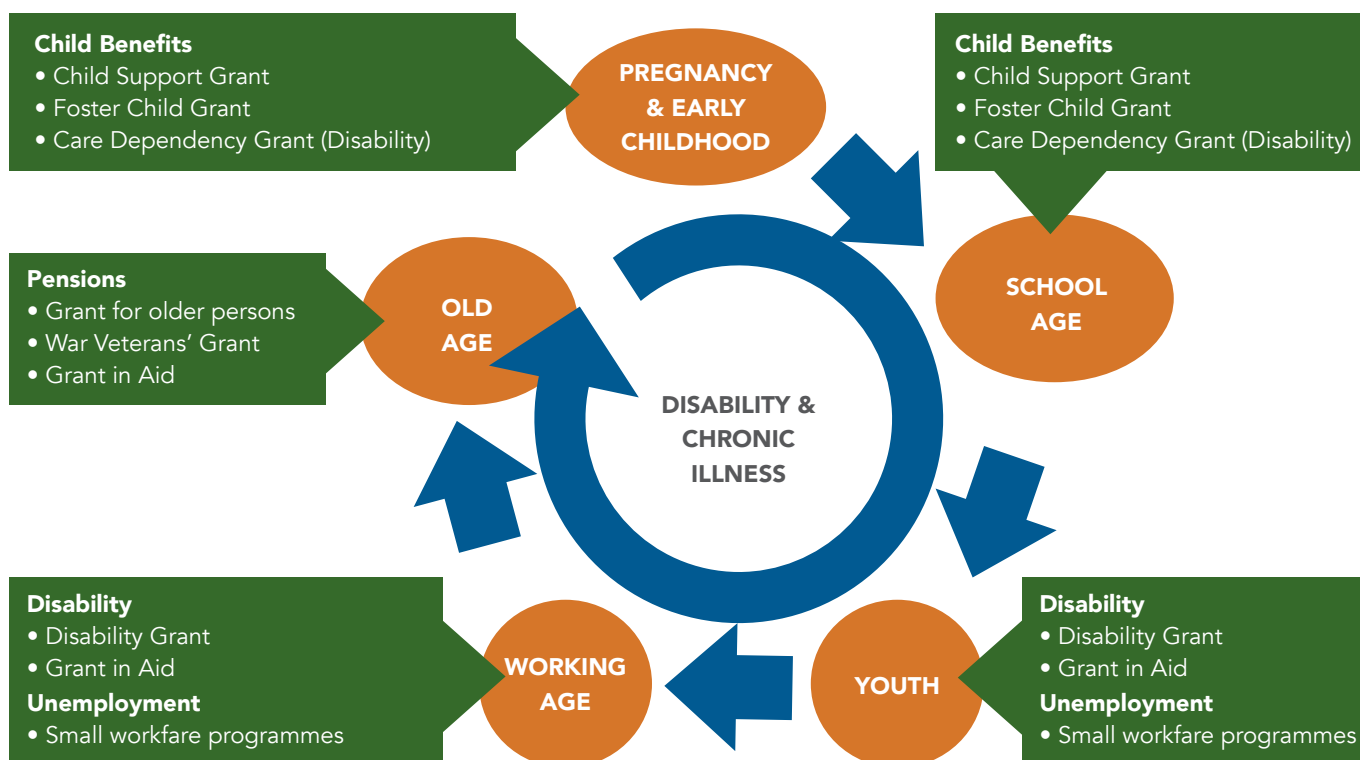 Child Benefits
• Child Support Grant
• Foster Child Grant
• Care Dependency Grant (Disability)
PREGNANCY
& EARLY
CHILDHOOD
Child Benefits
• Child Support Grant
• Foster Child Grant
• Care Dependency Grant (Disability)
Pensions
• Grant for older persons
• War Veterans’ Grant
• Grant in Aid
OLD
AGE
SCHOOL
AGE
DISABILITY &
CHRONIC
ILLNESS
Disability
• Disability Grant
• Grant in Aid
Unemployment
• Small workfare programmes
WORKING
AGE
YOUTH
Disability
• Disability Grant
• Grant in Aid
Unemployment
• Small workfare programmes